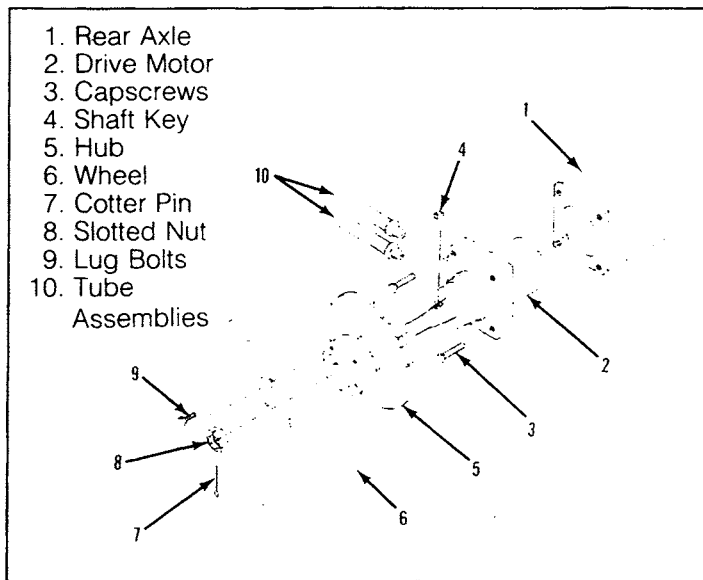 1. Rear Axle
2. Drive Motor
3. Capscrews
4. Shaft Key
5. Hub
6. Wheel
7. Cotter Pin
8. Slotted Nut
9. Lug Bolts
10. Tube
Assemblies
1
4
10
2
9
3
8
5
7
6